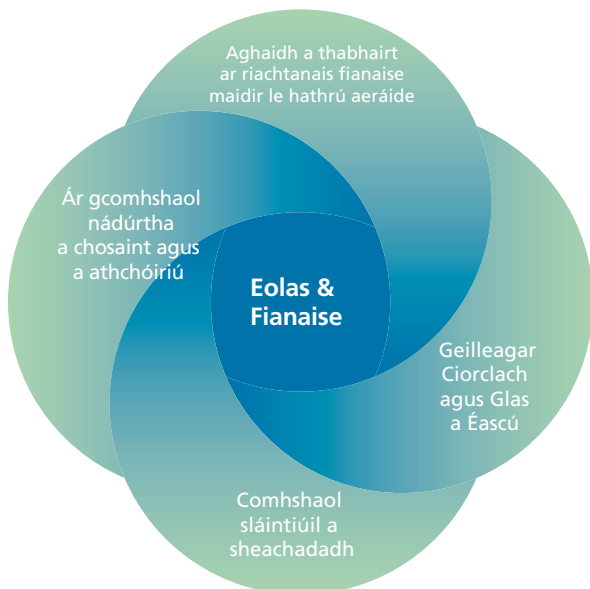 Aghaidh a thabhairt
ar riachtanais fianaise
maidir le hathrú aeráide
Ár gcomhshaol
nádúrtha
a chosaint agus
a athchóiriú
Eolas &
Fianaise
Geilleagar
Ciorclach
agus Glas
a Éascú
Comhshaol
sláintiúil a
sheachadadh